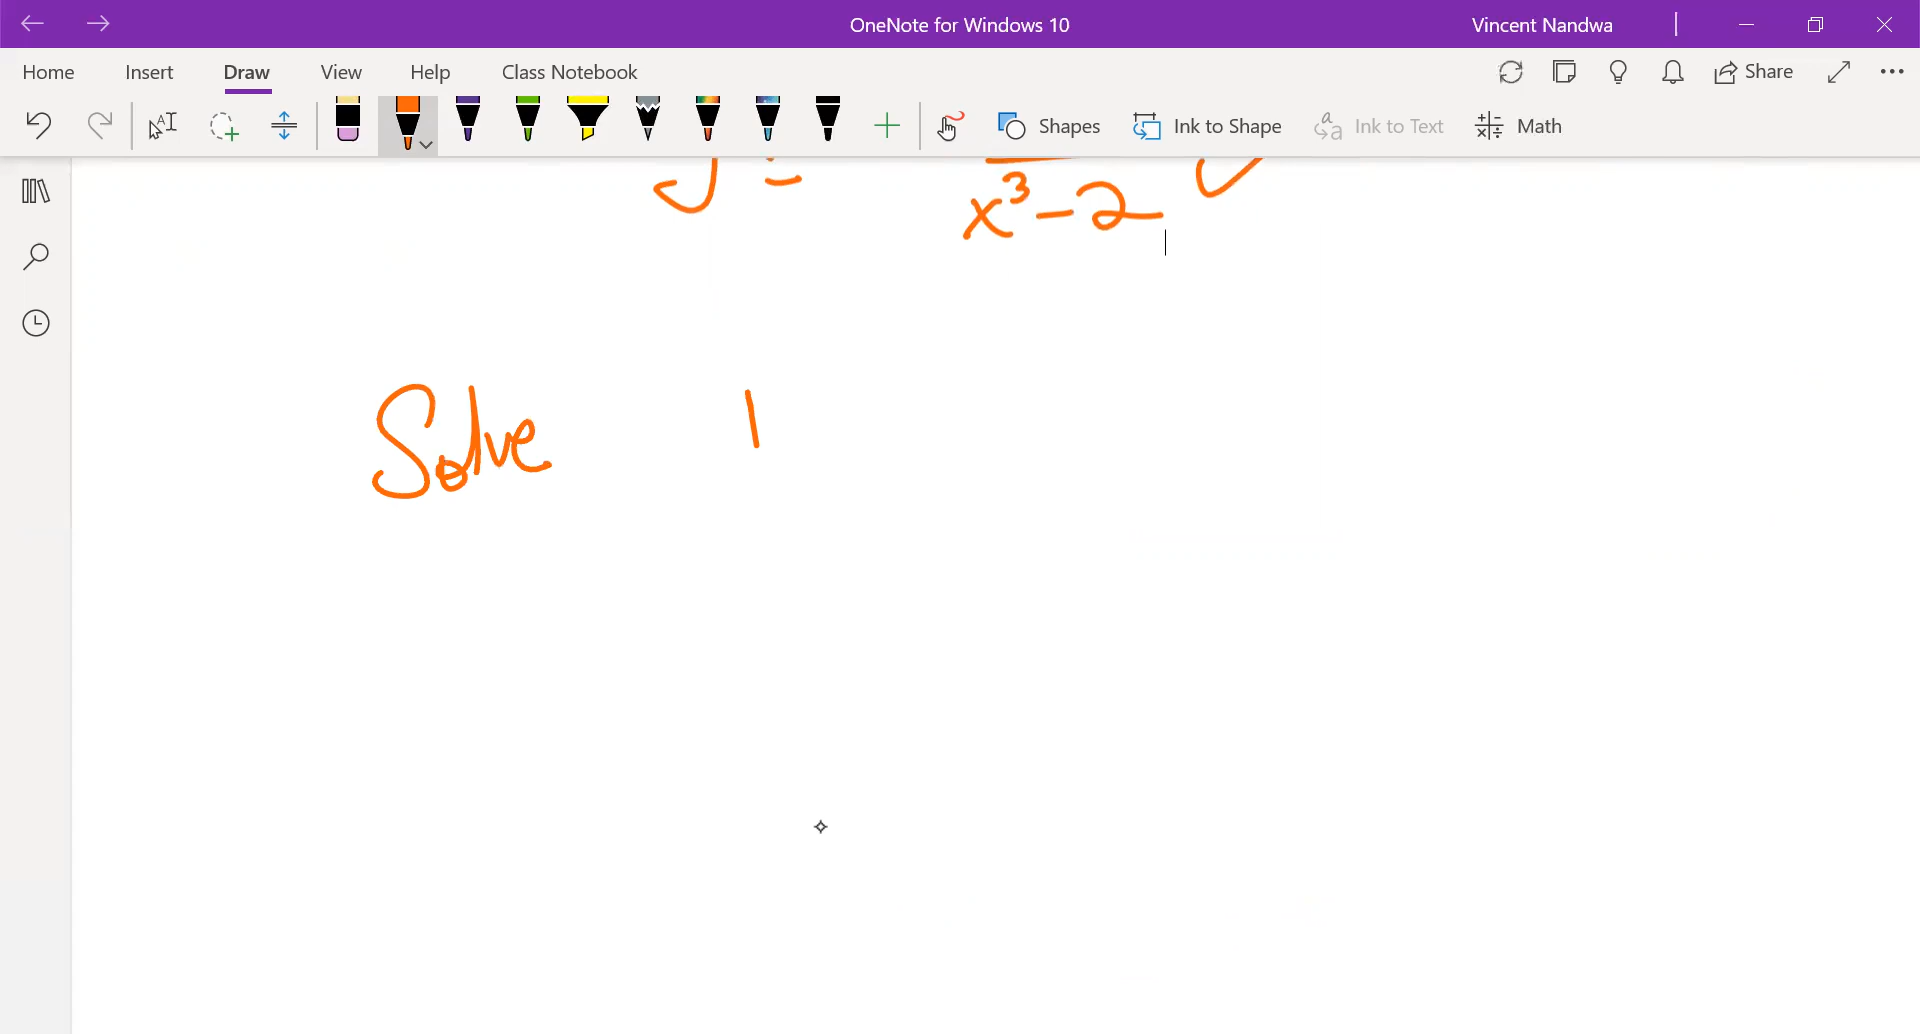 OneNote for Windows 10 Vincent Nandwa
Home Insert Draw View Help Class Notebook Share
Shapes Ink to Shape Ink to Text Math
y =
x³ - 2
Solve